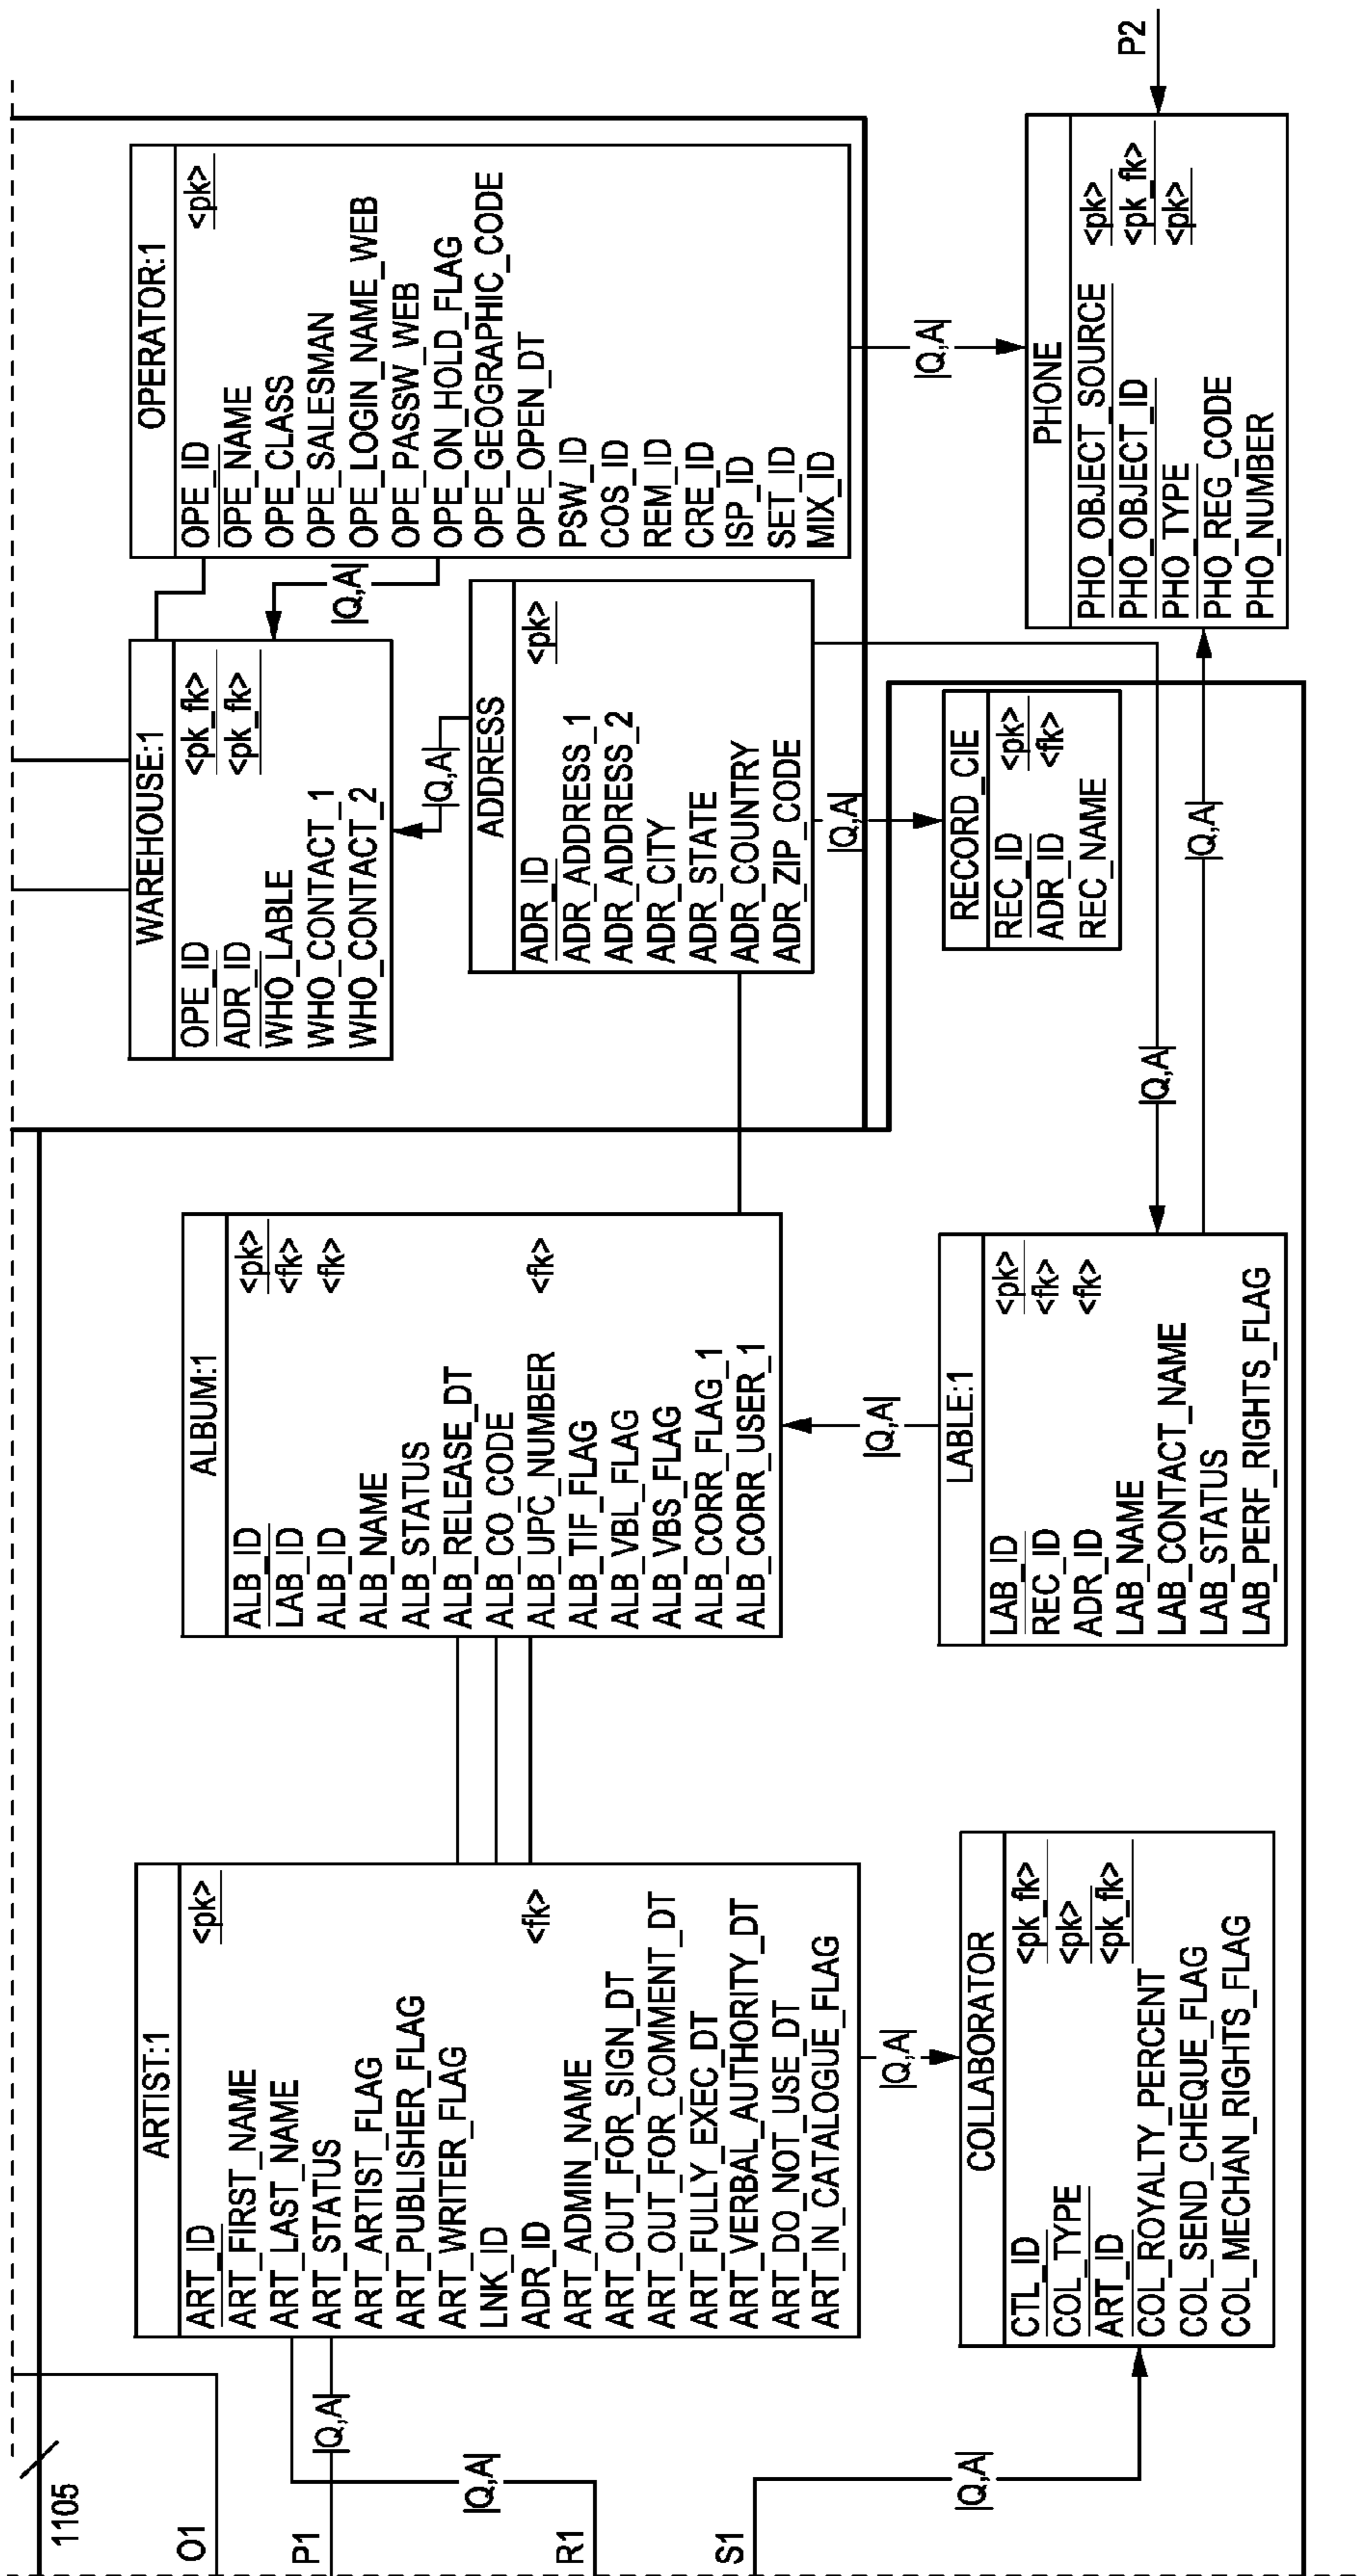 1105
O1
P1
|Q,A|
R1
|Q,A|
S1
|Q,A|
ARTIST:1
ART_ID <pk>
ART_FIRST_NAME
ART_LAST_NAME
ART_STATUS
ART_ARTIST_FLAG
ART_PUBLISHER_FLAG
ART_WRITER_FLAG
LNK_ID
ADR_ID <fk>
ART_ADMIN_NAME
ART_OUT_FOR_SIGN_DT
ART_OUT_FOR_COMMENT_DT
ART_FULLY_EXEC_DT
ART_VERBAL_AUTHORITY_DT
ART_DO_NOT_USE_DT
ART_IN_CATALOGUE_FLAG
|Q,A|
COLLABORATOR
CTL_ID <pk_fk>
COL_TYPE <pk>
ART_ID <pk_fk>
COL_ROYALTY_PERCENT
COL_SEND_CHEQUE_FLAG
COL_MECHAN_RIGHTS_FLAG
ALBUM:1
ALB_ID <pk>
LAB_ID <fk>
ALB_ID <fk>
ALB_NAME
ALB_STATUS
ALB_RELEASE_DT
ALB_CO_CODE
ALB_UPC_NUMBER <fk>
ALB_TIF_FLAG
ALB_VBL_FLAG
ALB_VBS_FLAG
ALB_CORR_FLAG_1
ALB_CORR_USER_1
|Q,A|
LABLE:1
LAB_ID <pk>
REC_ID <fk>
ADR_ID <fk>
LAB_NAME
LAB_CONTACT_NAME
LAB_STATUS
LAB_PERF_RIGHTS_FLAG
|Q,A|
|Q,A|
WAREHOUSE:1
OPE_ID <pk_fk>
ADR_ID <pk_fk>
WHO_LABLE
WHO_CONTACT_1
WHO_CONTACT_2
|Q,A|
|Q,A|
ADDRESS
ADR_ID <pk>
ADR_ADDRESS_1
ADR_ADDRESS_2
ADR_CITY
ADR_STATE
ADR_COUNTRY
ADR_ZIP_CODE
|Q,A|
RECORD_CIE
REC_ID <pk>
ADR_ID <fk>
REC_NAME
OPERATOR:1
OPE_ID <pk>
OPE_NAME
OPE_CLASS
OPE_SALESMAN
OPE_LOGIN_NAME_WEB
OPE_PASSW_WEB
OPE_ON_HOLD_FLAG
OPE_GEOGRAPHIC_CODE
OPE_OPEN_DT
PSW_ID
COS_ID
REM_ID
CRE_ID
ISP_ID
SET_ID
MIX_ID
|Q,A|
PHONE
PHO_OBJECT_SOURCE <pk>
PHO_OBJECT_ID <pk_fk>
PHO_TYPE <pk>
PHO_REG_CODE
PHO_NUMBER
P2